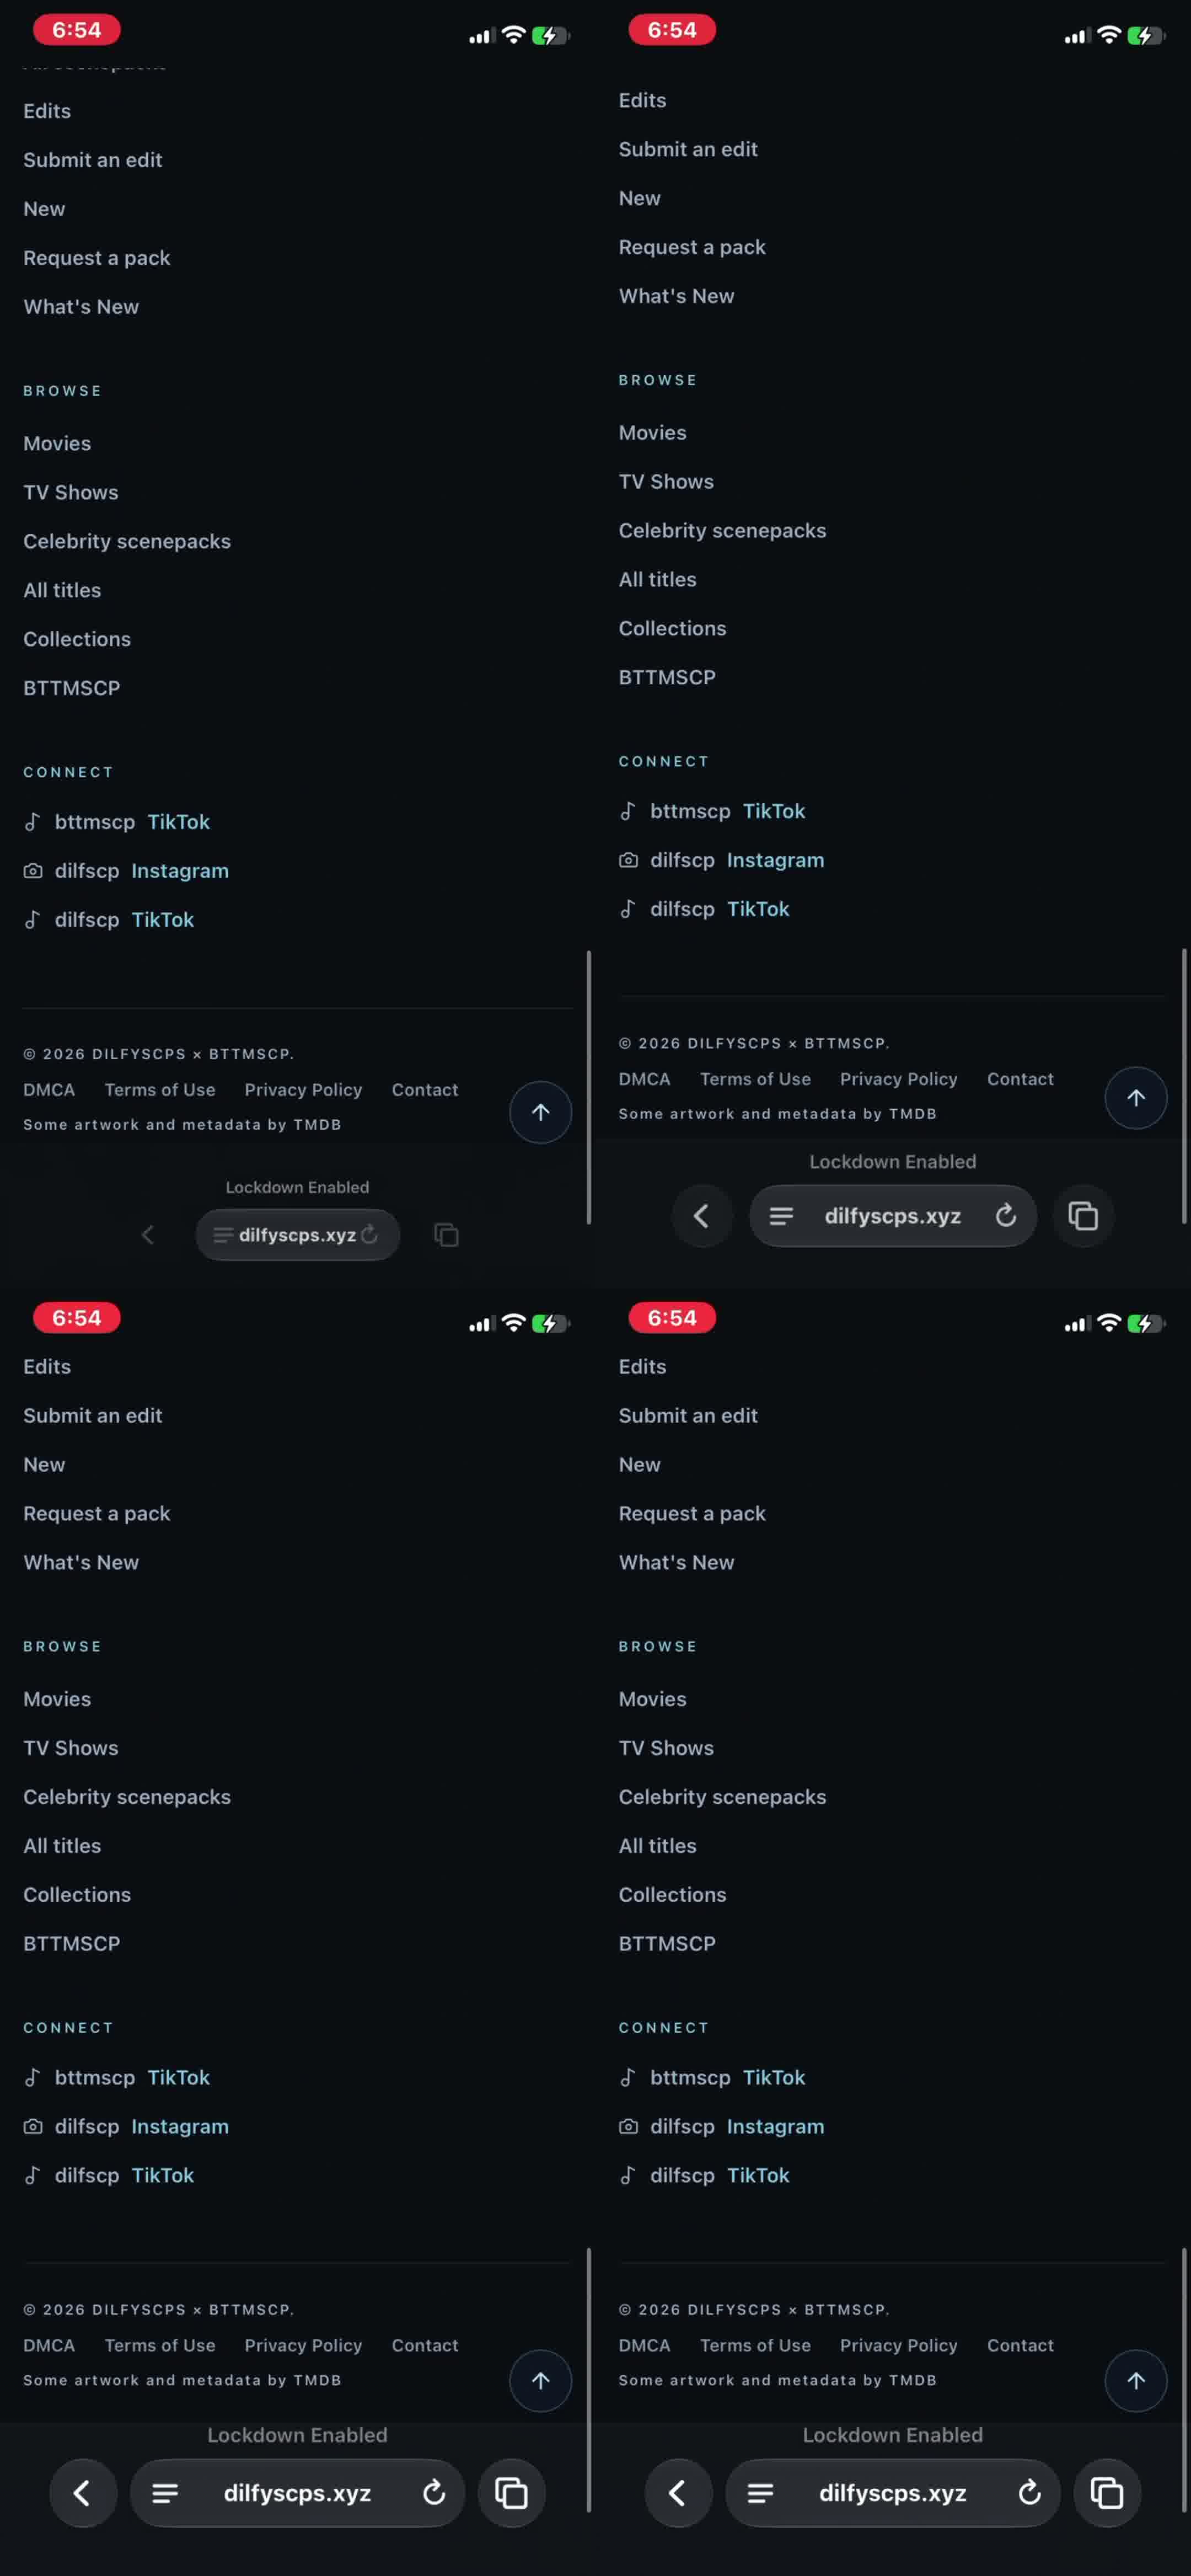 6:54
Edits
Submit an edit
New
Request a pack
What's New
BROWSE
Movies
TV Shows
Celebrity scenepacks
All titles
Collections
BTTMSCP
CONNECT
bttmscp TikTok
dilfscp Instagram
dilfscp TikTok
© 2026 DILFYSCPS × BTTMSCP.
DMCA Terms of Use Privacy Policy Contact
Some artwork and metadata by TMDB
Lockdown Enabled
dilfyscps.xyz
6:54
Edits
Submit an edit
New
Request a pack
What's New
BROWSE
Movies
TV Shows
Celebrity scenepacks
All titles
Collections
BTTMSCP
CONNECT
bttmscp TikTok
dilfscp Instagram
dilfscp TikTok
© 2026 DILFYSCPS × BTTMSCP.
DMCA Terms of Use Privacy Policy Contact
Some artwork and metadata by TMDB
Lockdown Enabled
dilfyscps.xyz
6:54
Edits
Submit an edit
New
Request a pack
What's New
BROWSE
Movies
TV Shows
Celebrity scenepacks
All titles
Collections
BTTMSCP
CONNECT
bttmscp TikTok
dilfscp Instagram
dilfscp TikTok
© 2026 DILFYSCPS × BTTMSCP.
DMCA Terms of Use Privacy Policy Contact
Some artwork and metadata by TMDB
Lockdown Enabled
dilfyscps.xyz
6:54
Edits
Submit an edit
New
Request a pack
What's New
BROWSE
Movies
TV Shows
Celebrity scenepacks
All titles
Collections
BTTMSCP
CONNECT
bttmscp TikTok
dilfscp Instagram
dilfscp TikTok
© 2026 DILFYSCPS × BTTMSCP.
DMCA Terms of Use Privacy Policy Contact
Some artwork and metadata by TMDB
Lockdown Enabled
dilfyscps.xyz